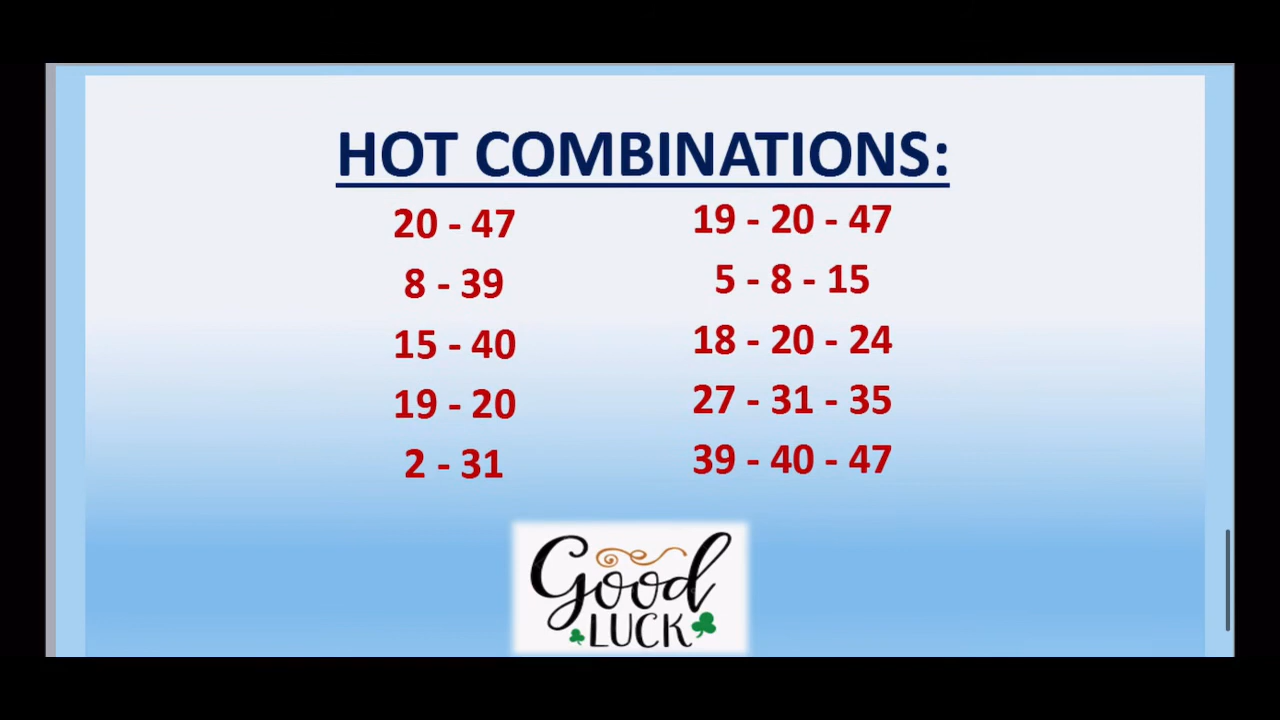 HOT COMBINATIONS:
20 - 47
8 - 39
15 - 40
19 - 20
2 - 31
19 - 20 - 47
5 - 8 - 15
18 - 20 - 24
27 - 31 - 35
39 - 40 - 47
Good
LUCK